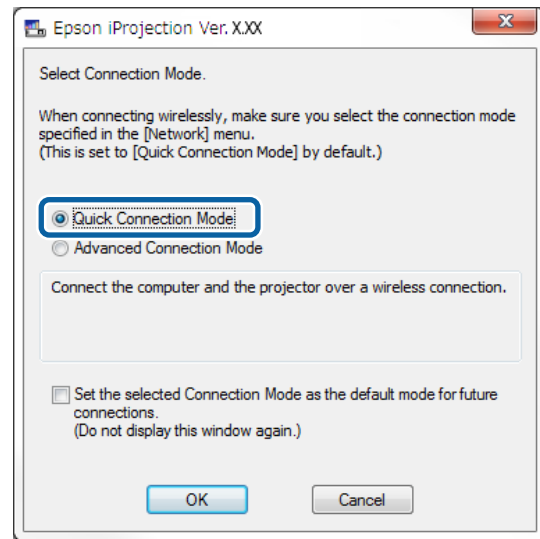 Epson iProjection Ver. X.XX
Select Connection Mode.
When connecting wirelessly, make sure you select the connection mode
specified in the [Network] menu.
(This is set to [Quick Connection Mode] by default.)
Quick Connection Mode
Advanced Connection Mode
Connect the computer and the projector over a wireless connection.
Set the selected Connection Mode as the default mode for future
connections.
(Do not display this window again.)
OK Cancel